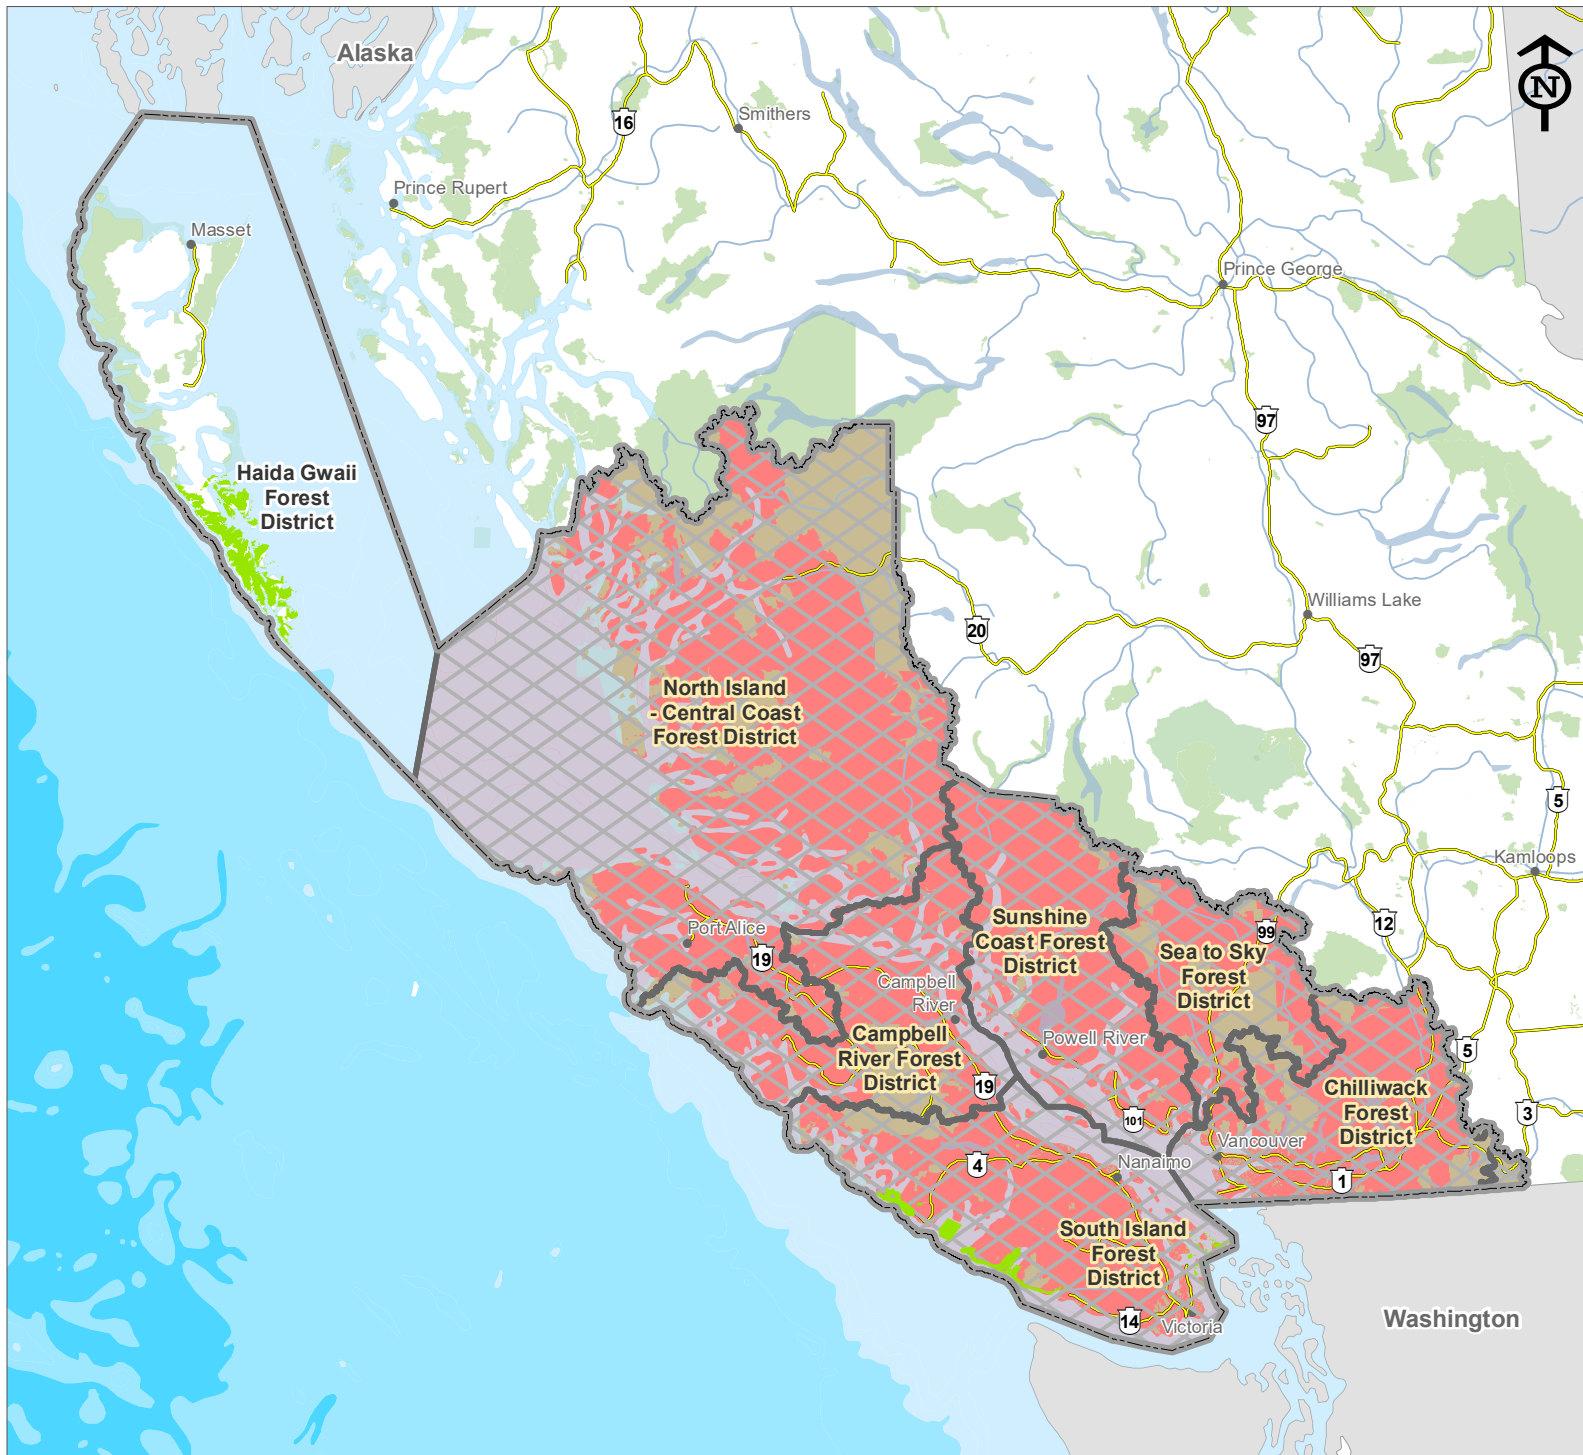 Alaska
N
16
Smithers
Prince Rupert
Masset
Prince George
97
Haida Gwaii
Forest
District
Williams Lake
20
97
North Island
- Central Coast
Forest District
5
Kamloops
Port Alice
19
Sunshine
Coast Forest
District
12
99
Sea to Sky
Forest
District
Campbell
River
Campbell
River Forest
District
Powell River
5
19
Chilliwack
Forest
District
101
3
Vancouver
Nanaimo
4
1
South Island
Forest
District
14
Victoria
Washington